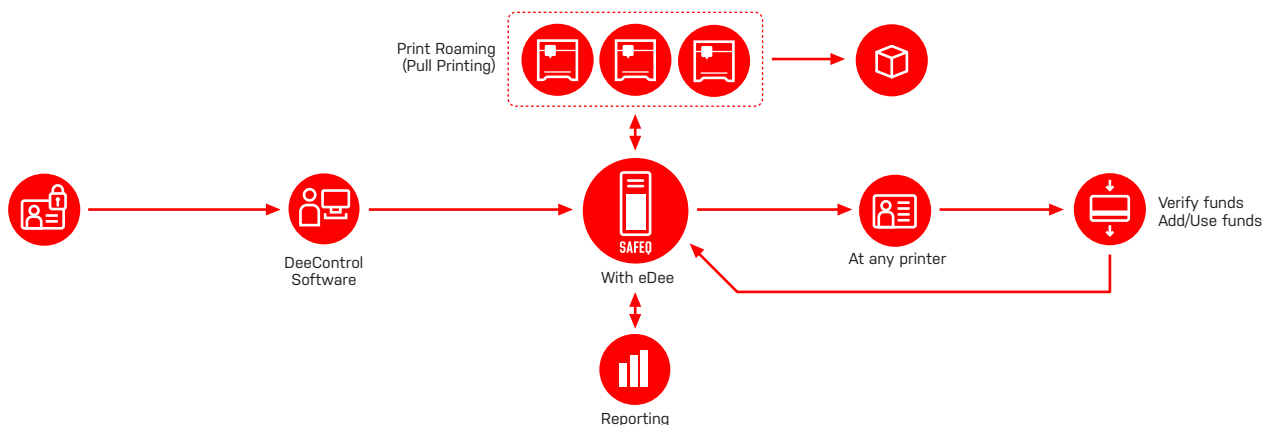 Print Roaming
(Pull Printing)
DeeControl
Software
SAFEQ
With eDee
At any printer
Verify funds
Add/Use funds
Reporting